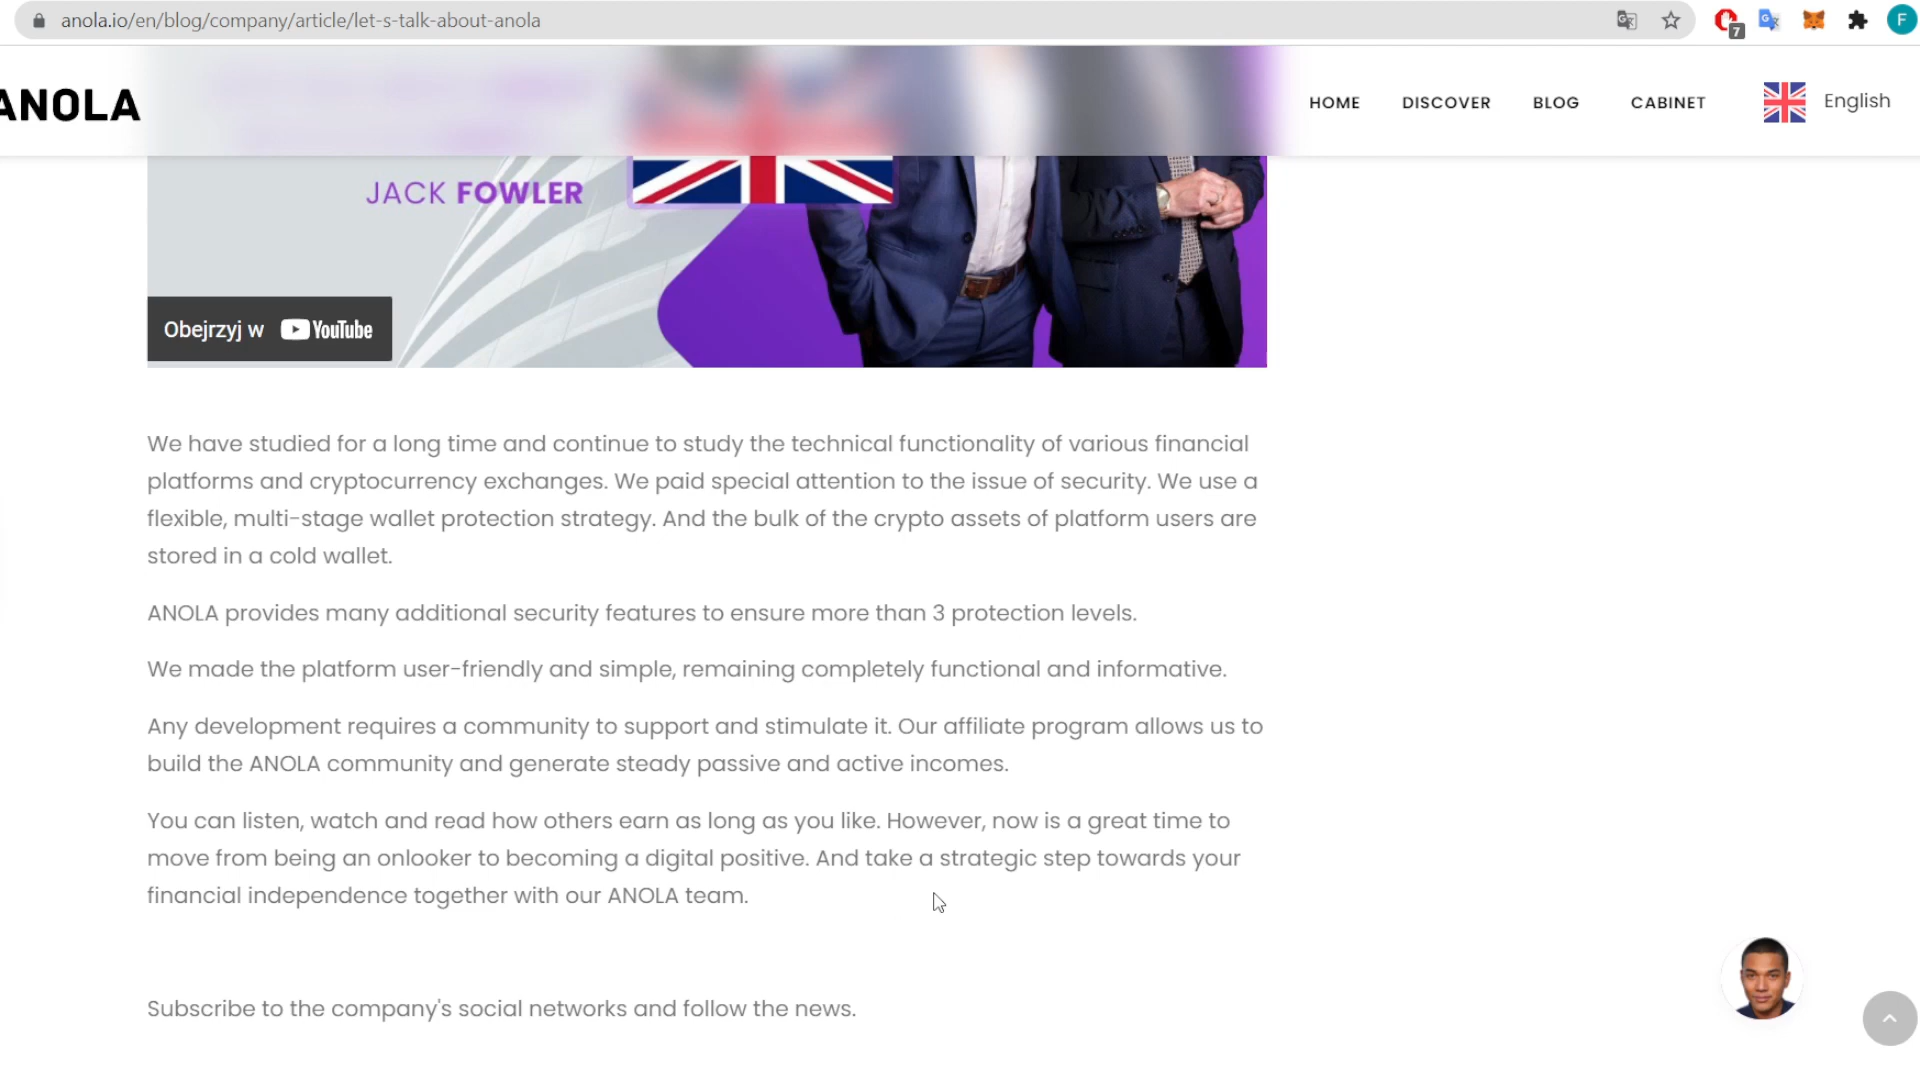 anola.io/en/blog/company/article/let-s-talk-about-anola
7
F
ANOLA
HOME
DISCOVER
BLOG
CABINET
English
JACK FOWLER
Obejrzyj w YouTube
We have studied for a long time and continue to study the technical functionality of various financial
platforms and cryptocurrency exchanges. We paid special attention to the issue of security. We use a
flexible, multi-stage wallet protection strategy. And the bulk of the crypto assets of platform users are
stored in a cold wallet.
ANOLA provides many additional security features to ensure more than 3 protection levels.
We made the platform user-friendly and simple, remaining completely functional and informative.
Any development requires a community to support and stimulate it. Our affiliate program allows us to
build the ANOLA community and generate steady passive and active incomes.
You can listen, watch and read how others earn as long as you like. However, now is a great time to
move from being an onlooker to becoming a digital positive. And take a strategic step towards your
financial independence together with our ANOLA team.
Subscribe to the company's social networks and follow the news.